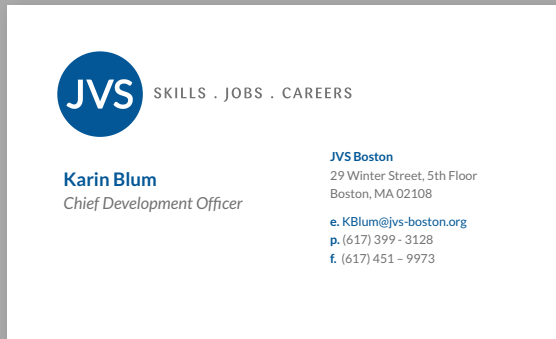 JVS SKILLS . JOBS . CAREERS
Karin Blum
Chief Development Officer
JVS Boston
29 Winter Street, 5th Floor
Boston, MA 02108
e. KBlum@jvs-boston.org
p. (617) 399 - 3128
f. (617) 451 – 9973